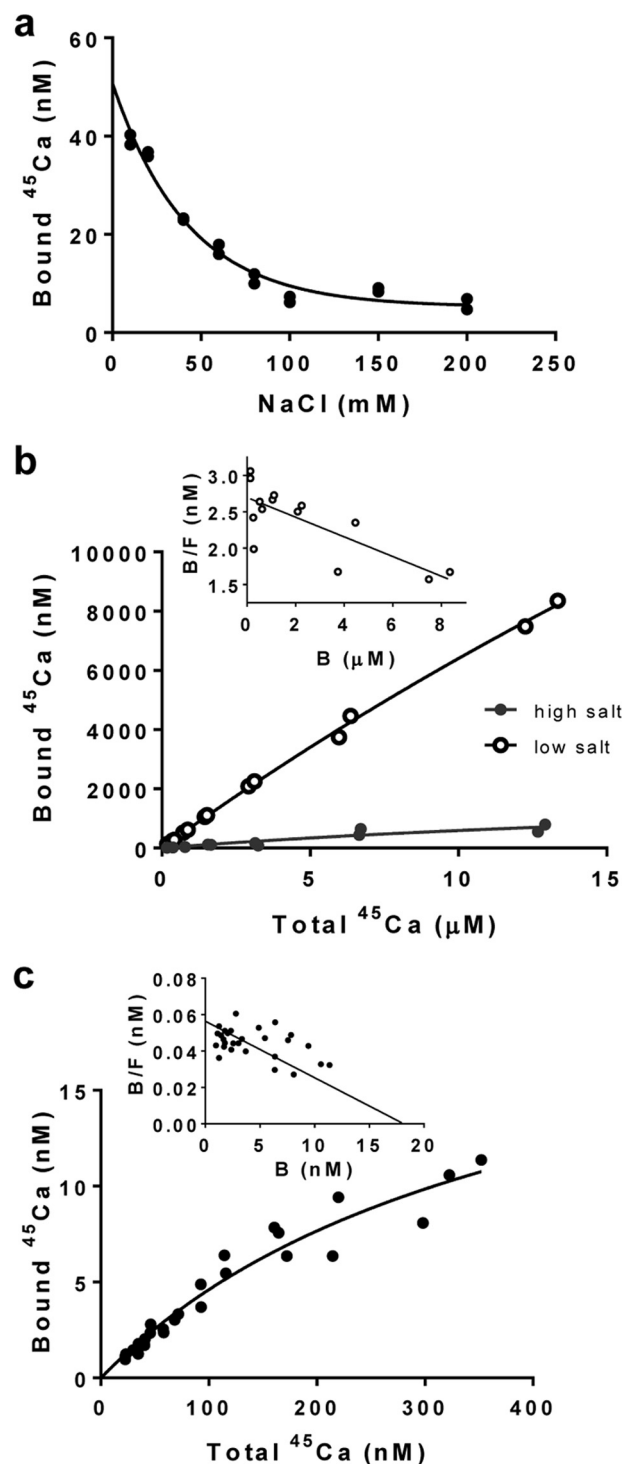 a
60
40
20
0
Bound ⁴⁵Ca (nM)
0 50 100 150 200 250
NaCl (mM)
b
3.0
2.5
2.0
1.5
B/F (nM)
0 2 4 6 8
B (μM)
10000
8000
6000
4000
2000
0
Bound ⁴⁵Ca (nM)
high salt
low salt
0 5 10 15
Total ⁴⁵Ca (μM)
c
0.08
0.06
0.04
0.02
0.00
B/F (nM)
0 5 10 15 20
B (nM)
15
10
5
0
Bound ⁴⁵Ca (nM)
0 100 200 300 400
Total ⁴⁵Ca (nM)